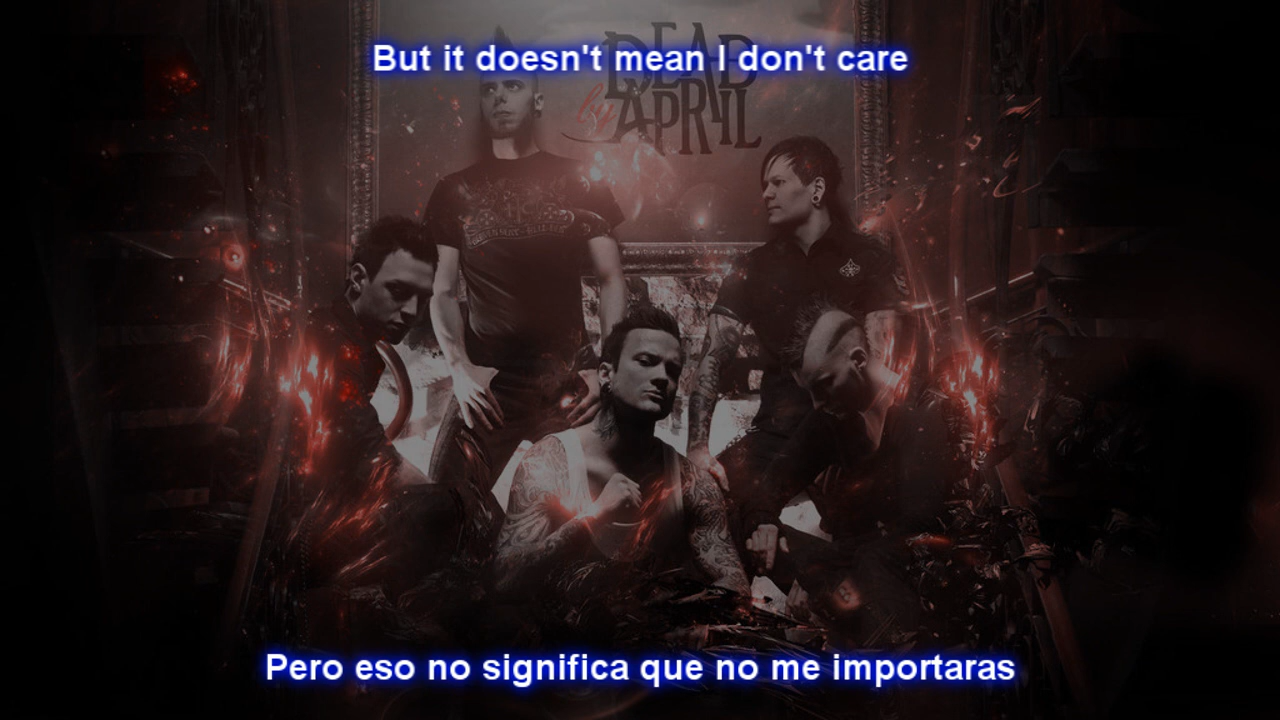 But it doesn't mean I don't care
DEAD
by APRIL
Pero eso no significa que no me importaras